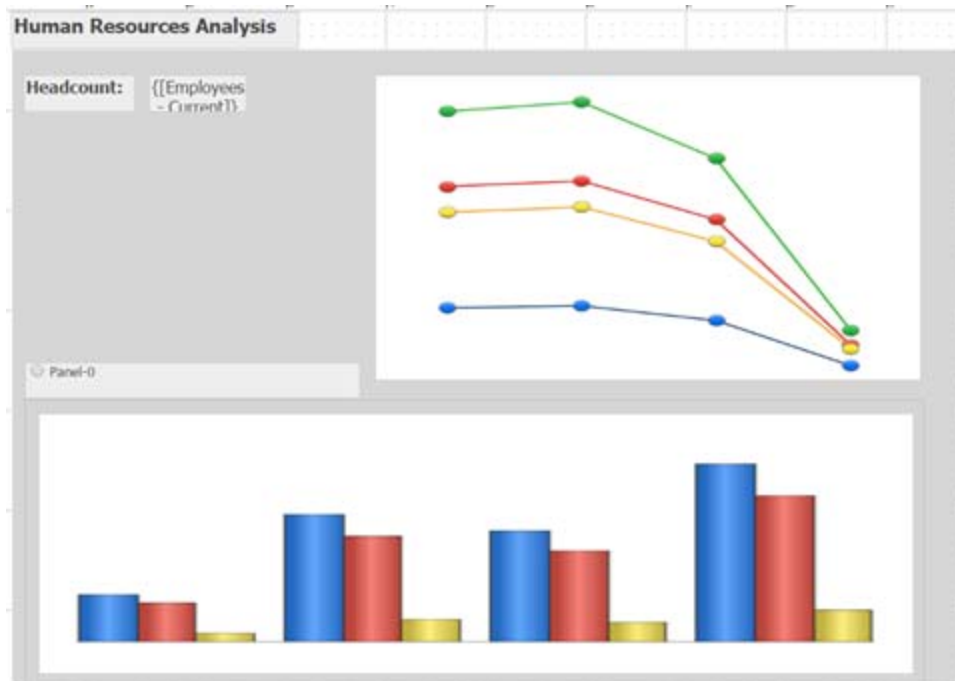 Human Resources Analysis
Headcount: {[Employees
- Current]}
Panel-0